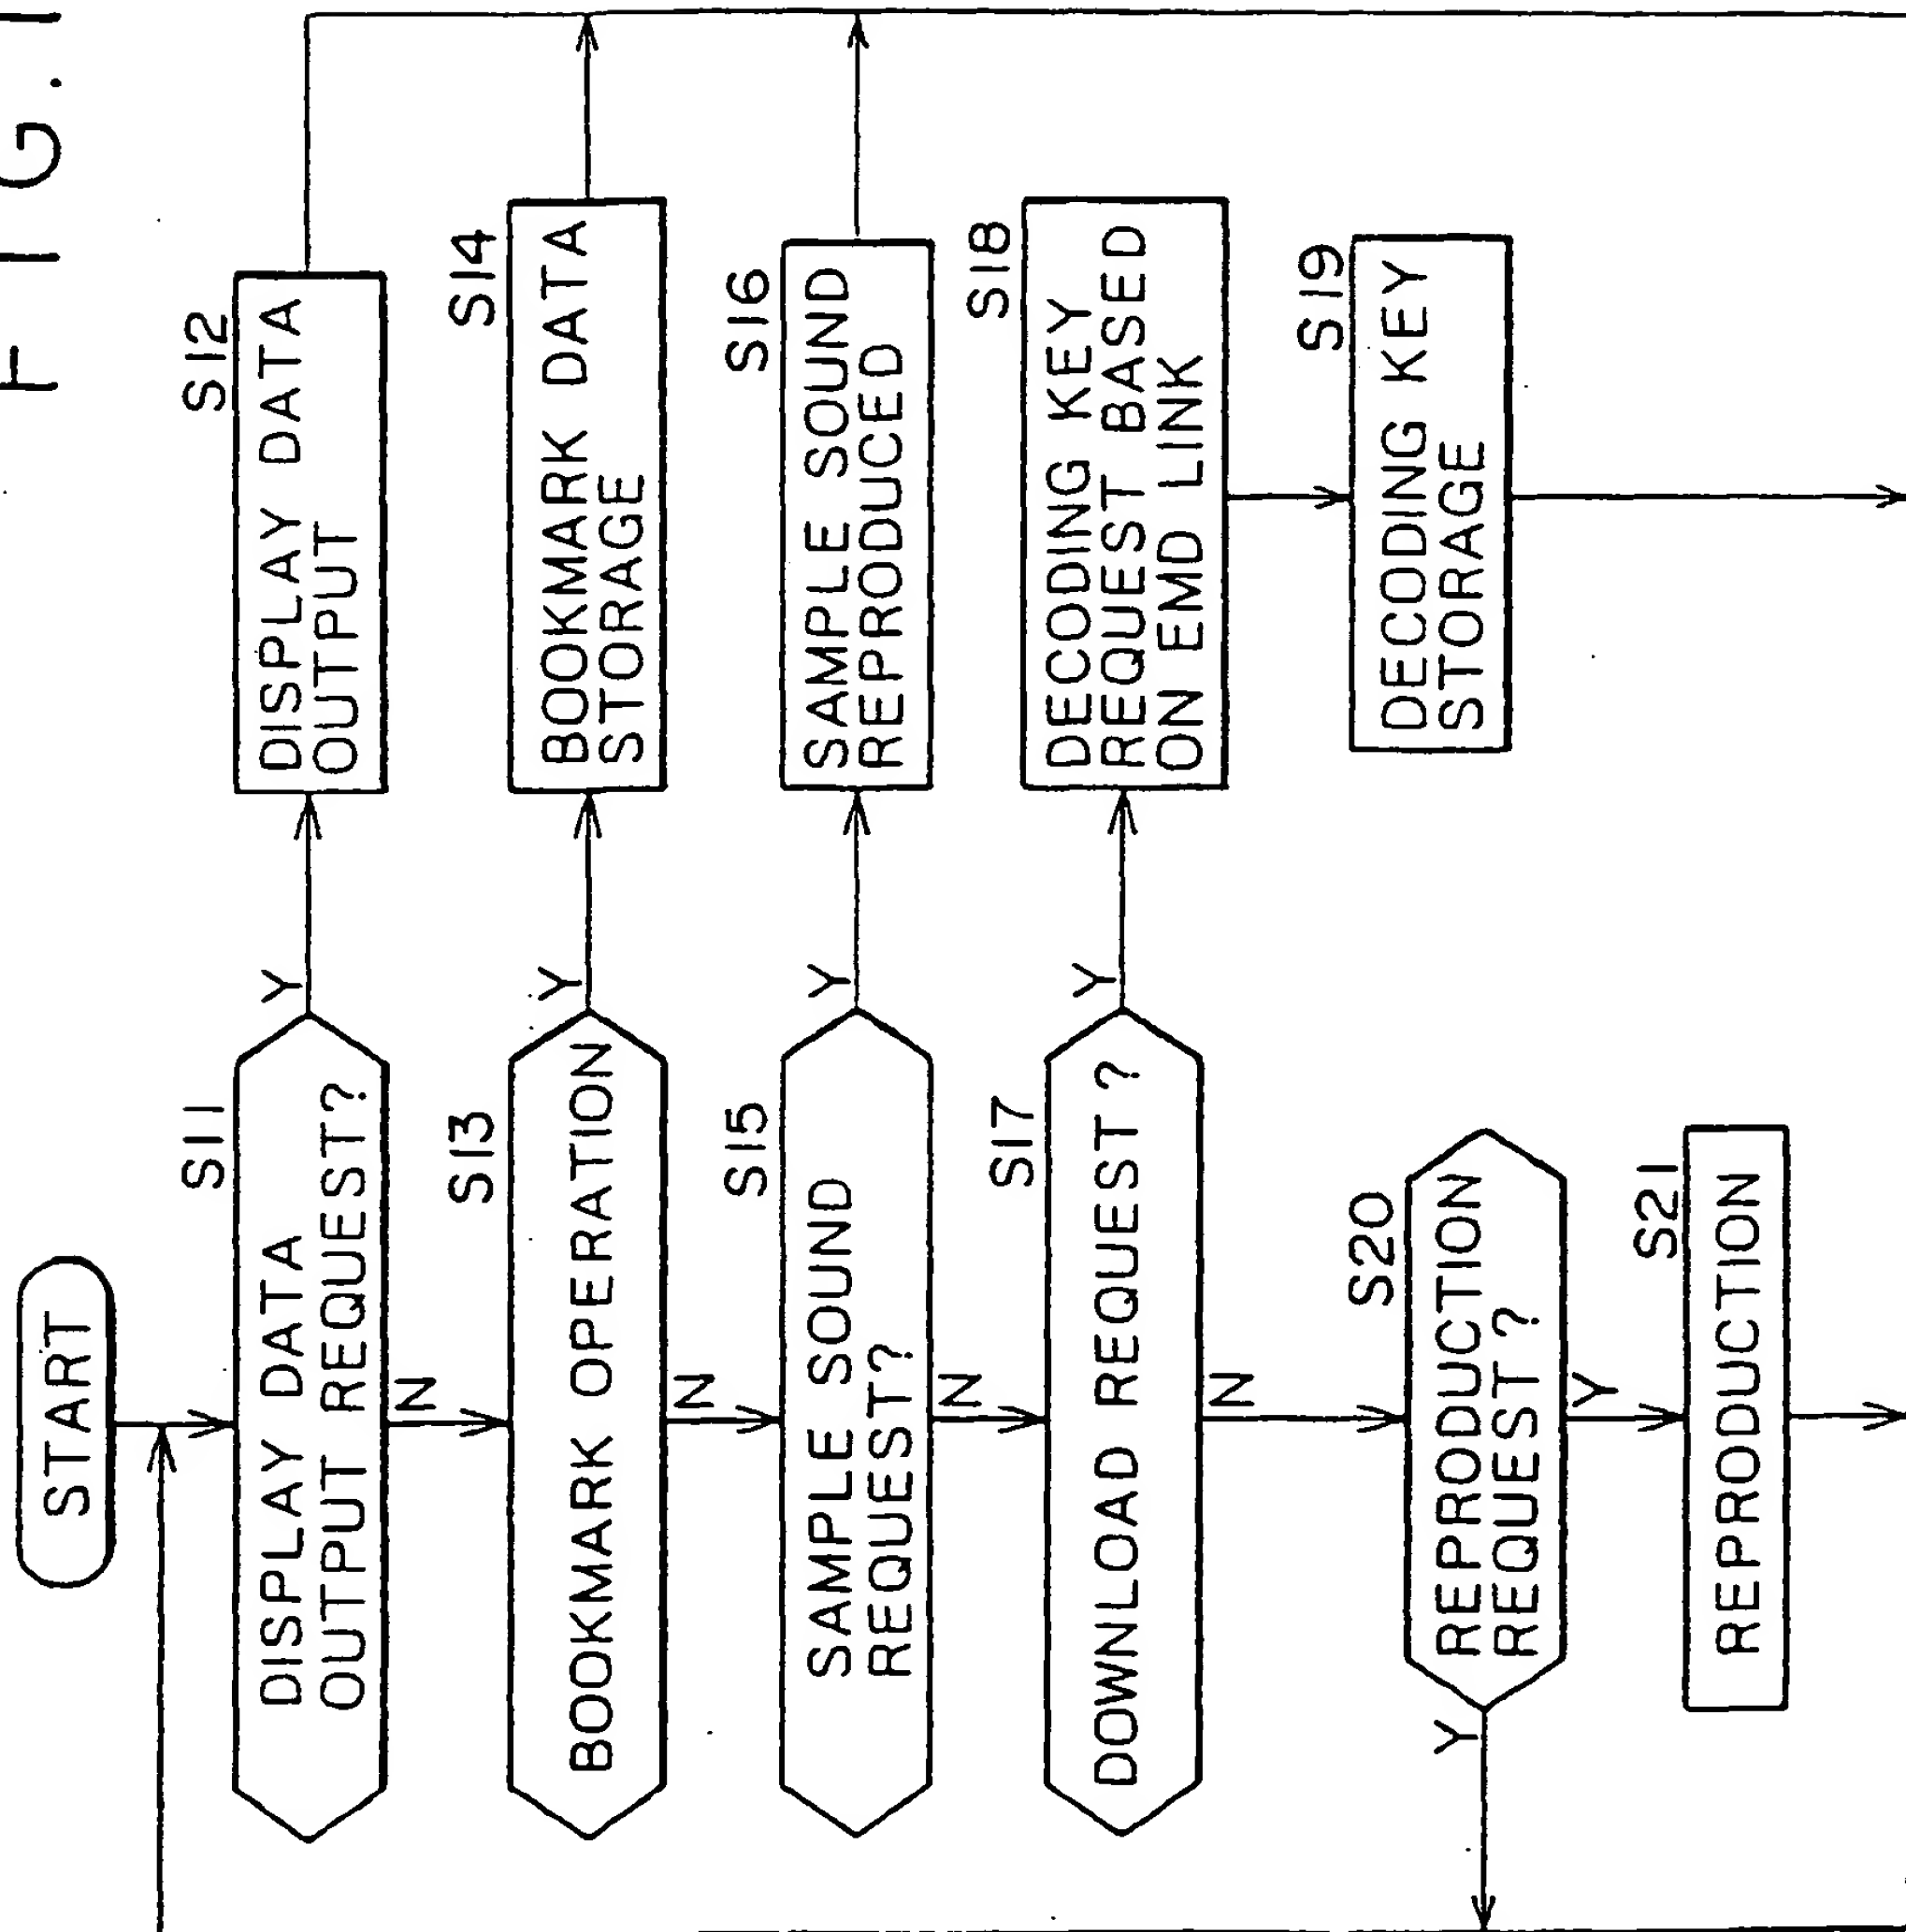 FIG. 1
START
S11
DISPLAY DATA
OUTPUT REQUEST?
Y
N
S12
DISPLAY DATA
OUTPUT
S13
BOOKMARK OPERATION
Y
N
S14
BOOKMARK DATA
STORAGE
S15
SAMPLE SOUND
REQUEST?
Y
N
S16
SAMPLE SOUND
REPRODUCED
S17
DOWNLOAD REQUEST?
Y
N
S18
DECODING KEY
REQUEST BASED
ON EMD LINK
S19
DECODING KEY
STORAGE
S20
REPRODUCTION
REQUEST?
Y
Y
S21
REPRODUCTION